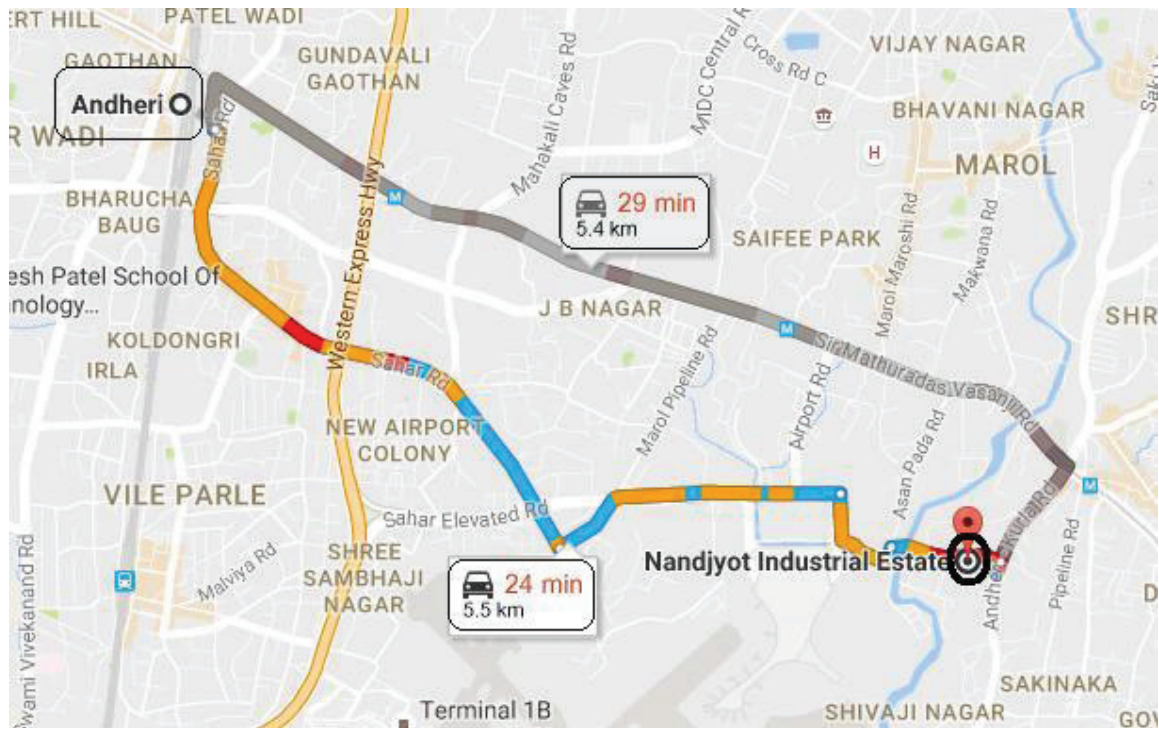 ERT HILL
PATEL WADI
GAOTHAN
GUNDAVALI
GAOTHAN
Mahakali Caves Rd
MDC Central R
Cross Rd C
VIJAY NAGAR
BHAVANI NAGAR
Andheri
R WADI
Sahar Rd
H
MAROL
M
BHARUCHA
BAUG
29 min
5.4 km
SAIFEE PARK
Marol Maroshi Rd
Makwana Rd
esh Patel School Of
nology...
Western Express Hwy
J B NAGAR
M
SHR
KOLDONGRI
IRLA
Sahar Rd
Marol Pipeline Rd
Airport Rd
Sir Mathuradas Vasanji Rd
NEW AIRPORT
COLONY
Asan Pada Rd
M
VILE PARLE
Sahar Elevated Rd
Malviya Rd
SHREE
SAMBHAJI
NAGAR
24 min
5.5 km
Nandjyot Industrial Estate
Pipeline Rd
D
wami Vivekanand Rd
SAKINAKA
Terminal 1B
SHIVAJI NAGAR
GOV